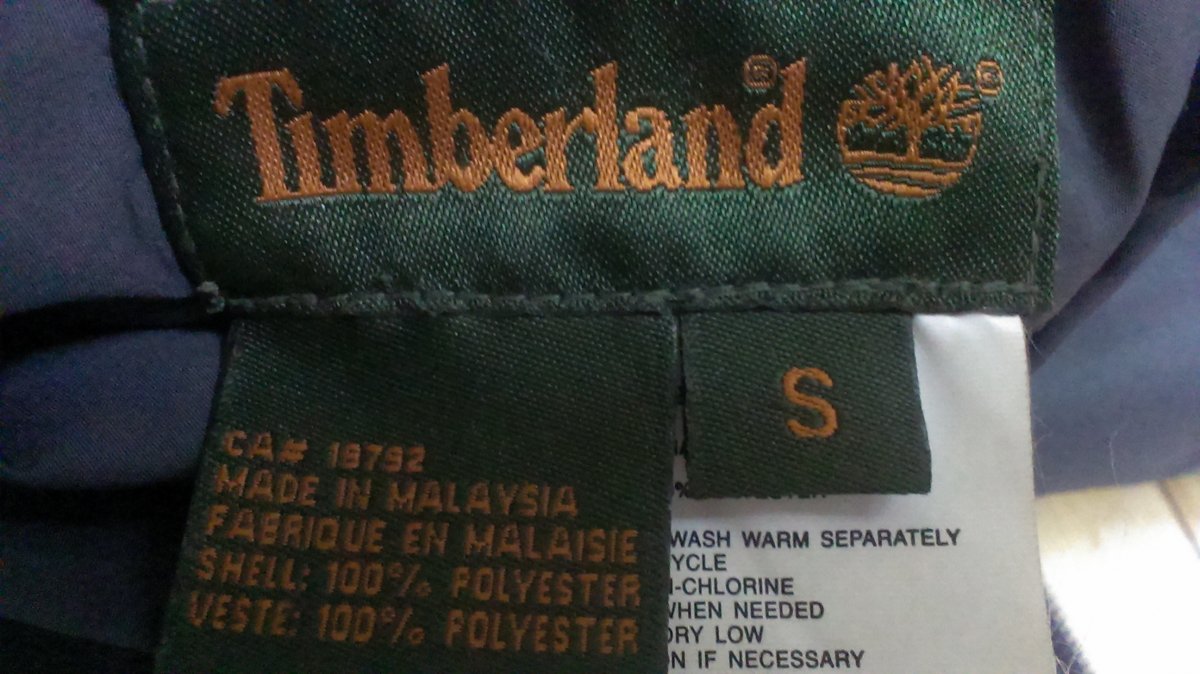 Timberland®
®
S
CA# 18792
MADE IN MALAYSIA
FABRIQUE EN MALAISIE
SHELL: 100% POLYESTER
VESTE: 100% POLYESTER
WASH WARM SEPARATELY
YCLE
-CHLORINE
WHEN NEEDED
DRY LOW
N IF NECESSARY